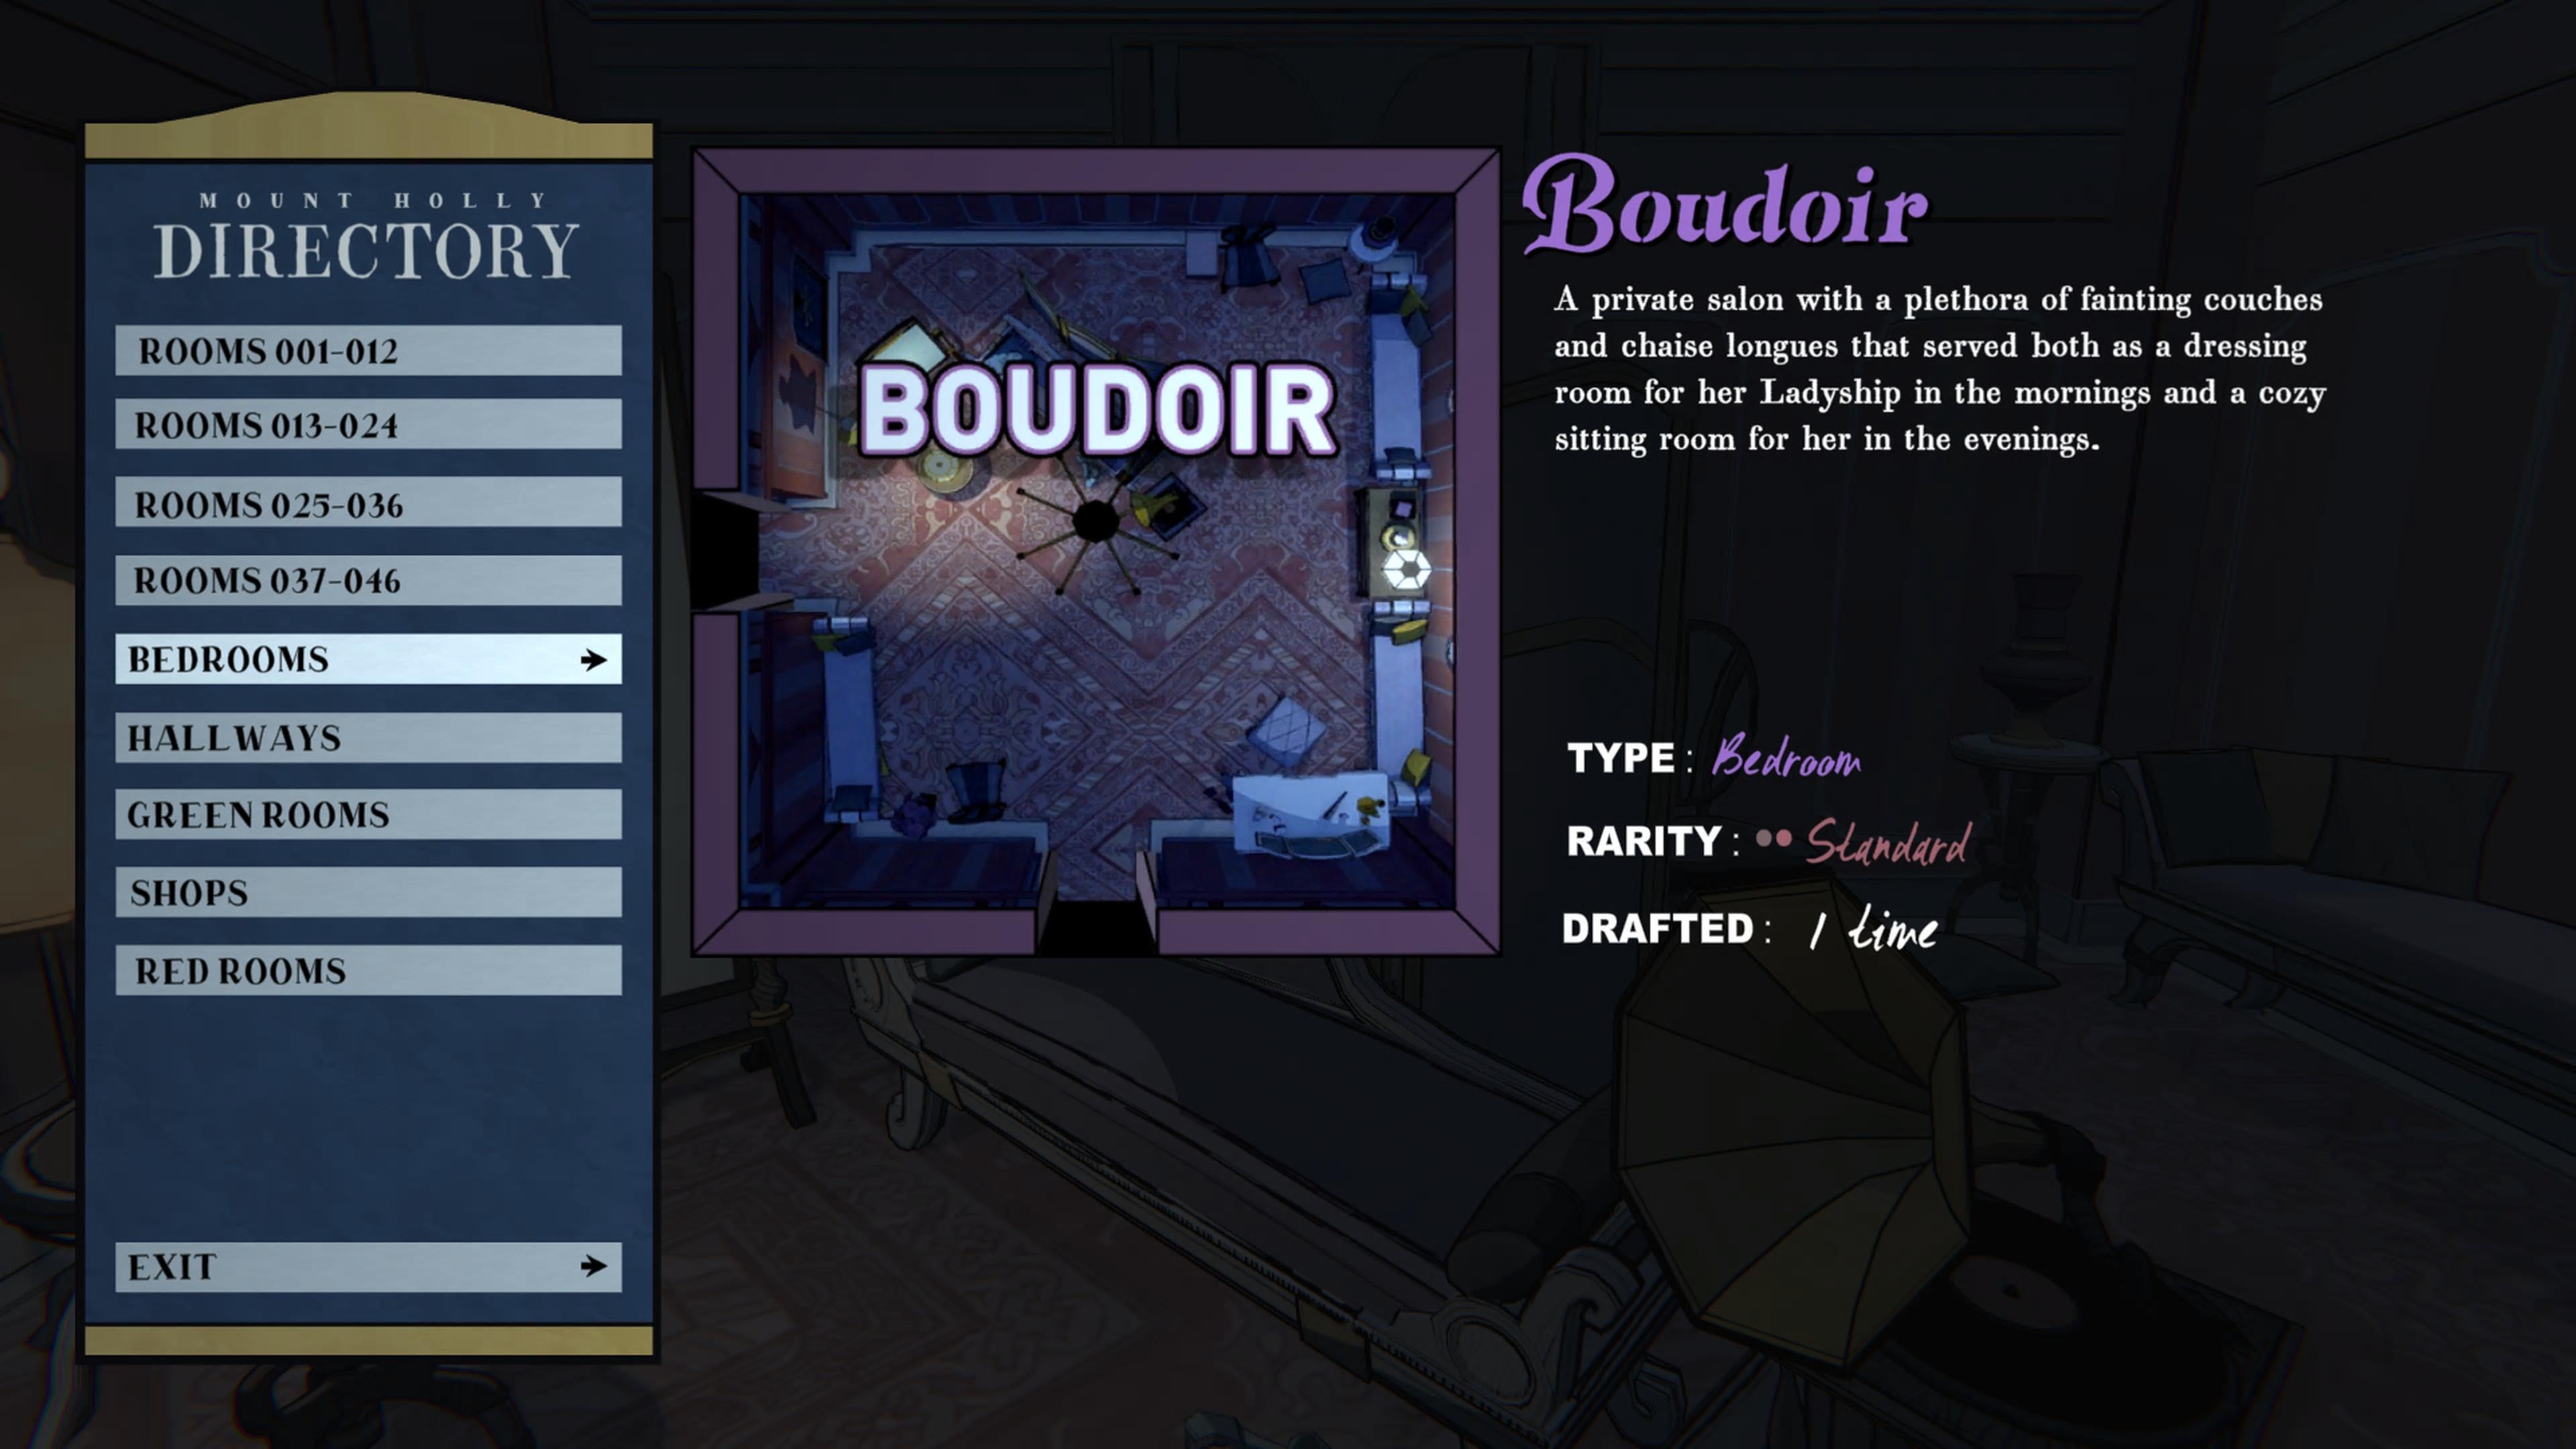 MOUNT HOLLY
DIRECTORY
ROOMS 001-012
ROOMS 013-024
ROOMS 025-036
ROOMS 037-046
BEDROOMS
HALLWAYS
GREEN ROOMS
SHOPS
RED ROOMS
EXIT
BOUDOIR
Boudoir
A private salon with a plethora of fainting couches
and chaise longues that served both as a dressing
room for her Ladyship in the mornings and a cozy
sitting room for her in the evenings.
TYPE : Bedroom
RARITY : Standard
DRAFTED : 1 time